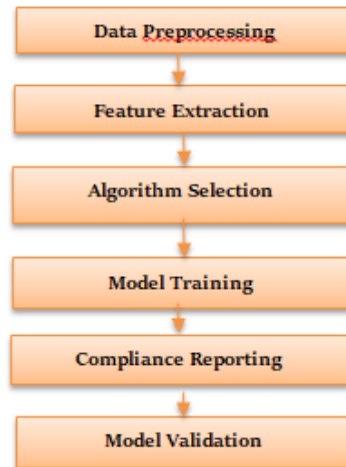 Data Preprocessing
Feature Extraction
Algorithm Selection
Model Training
Compliance Reporting
Model Validation